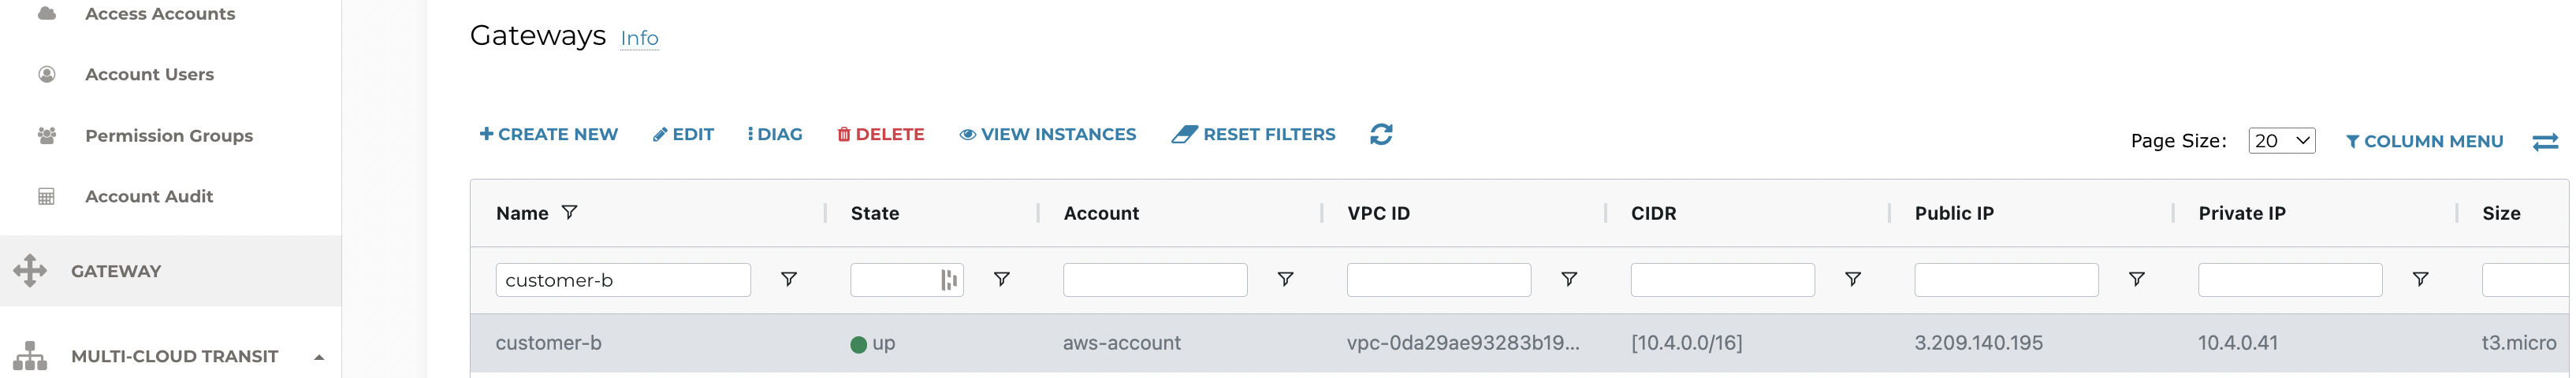 Access Accounts
Account Users
Permission Groups
Account Audit
GATEWAY
MULTI-CLOUD TRANSIT
Gateways Info
CREATE NEW EDIT DIAG DELETE VIEW INSTANCES RESET FILTERS
Page Size: 20 COLUMN MENU
Name State Account VPC ID CIDR Public IP Private IP Size
customer-b
customer-b up aws-account vpc-0da29ae93283b19... [10.4.0.0/16] 3.209.140.195 10.4.0.41 t3.micro